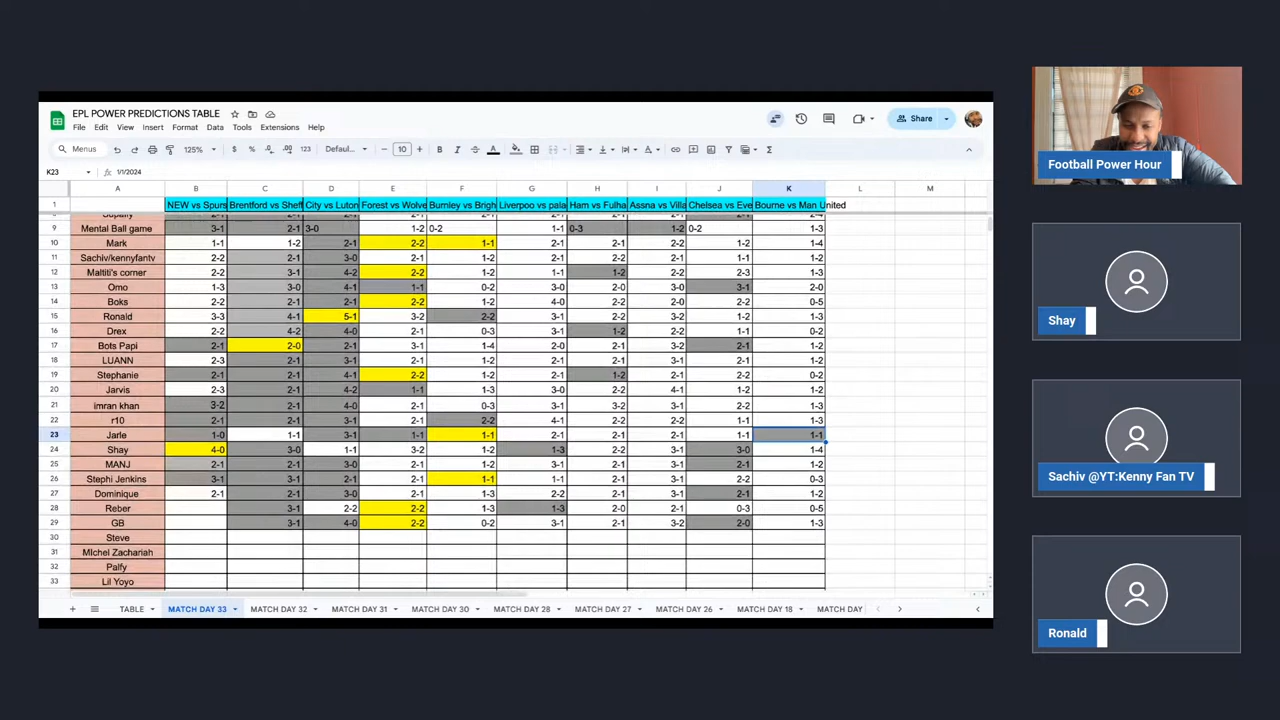 EPL POWER PREDICTIONS TABLE
File Edit View Insert Format Data Tools Extensions Help
Share
Menus 125% $ % .0 .00 123 Defaul... 10 B I A
K23 1/1/2024
A B C D E F G H I J K L M
1 NEW vs Spurs Brentford vs Sheff City vs Luton Forest vs Wolve Burnley vs Brigh Liverpoo vs pala Ham vs Fulha Assna vs Villa Chelsea vs Eve Bourne vs Man United
9 Mental Ball game 3-1 2-1 3-0 1-2 0-2 1-1 0-3 1-2 0-2 1-3
10 Mark 1-1 1-2 2-1 2-2 1-1 2-1 2-1 2-2 1-2 1-4
11 Sachiv/kennyfantv 2-2 2-1 3-0 2-1 1-2 2-1 2-1 2-2 1-2 1-3
12 Maltiti's corner 2-2 3-1 4-2 2-2 1-2 1-1 1-2 2-2 2-3 1-3
13 Omo 1-3 3-0 4-1 1-1 0-2 3-0 2-0 2-0 3-1 2-0
14 Boks 2-2 2-1 2-1 2-2 1-2 4-0 2-2 2-0 2-2 0-5
15 Ronald 3-3 4-1 5-1 3-2 2-2 3-1 2-2 3-2 1-2 1-3
16 Drex 2-2 4-2 4-0 2-1 0-3 3-1 1-2 2-2 1-1 0-2
17 Bots Papi 2-1 2-0 2-1 3-1 1-4 2-0 2-1 3-2 2-1 1-2
18 LUANN 2-3 2-1 3-1 2-1 1-2 2-1 2-1 2-1 1-1 1-2
19 Stephanie 2-1 2-1 4-1 2-2 1-2 2-1 1-2 3-1 2-2 0-2
20 Jarvis 2-3 2-1 4-2 1-1 1-3 3-0 2-2 4-1 1-2 1-2
21 imran khan 3-2 2-1 4-0 2-1 0-3 3-1 3-2 3-2 2-2 1-3
22 r10 2-1 2-1 3-1 2-1 2-2 4-1 2-1 2-2 1-1 1-3
23 Jarle 1-0 1-1 3-1 1-1 1-1 2-1 2-1 2-1 1-1 1-1
24 Shay 4-0 3-0 1-1 3-2 1-2 1-3 2-2 3-1 3-0 1-4
25 MANJ 2-1 2-1 3-0 2-1 1-2 3-1 2-1 3-1 2-1 1-2
26 Stephi Jenkins 3-1 2-1 2-1 2-1 1-1 1-1 2-1 3-1 2-2 0-3
27 Dominique 2-1 2-1 3-0 2-1 1-3 2-2 2-1 3-1 2-1 1-2
28 Reber 3-1 2-2 2-2 1-3 1-3 2-0 2-1 0-3 0-5
29 GB 3-1 4-0 2-2 0-2 3-1 2-1 3-2 2-0 1-3
30 Steve
31 MIchel Zachariah
32 Palfy
33 Lil Yoyo
TABLE MATCH DAY 33 MATCH DAY 32 MATCH DAY 31 MATCH DAY 30 MATCH DAY 28 MATCH DAY 27 MATCH DAY 26 MATCH DAY 18 MATCH DAY
Football Power Hour
Shay
Sachiv @YT:Kenny Fan TV
Ronald